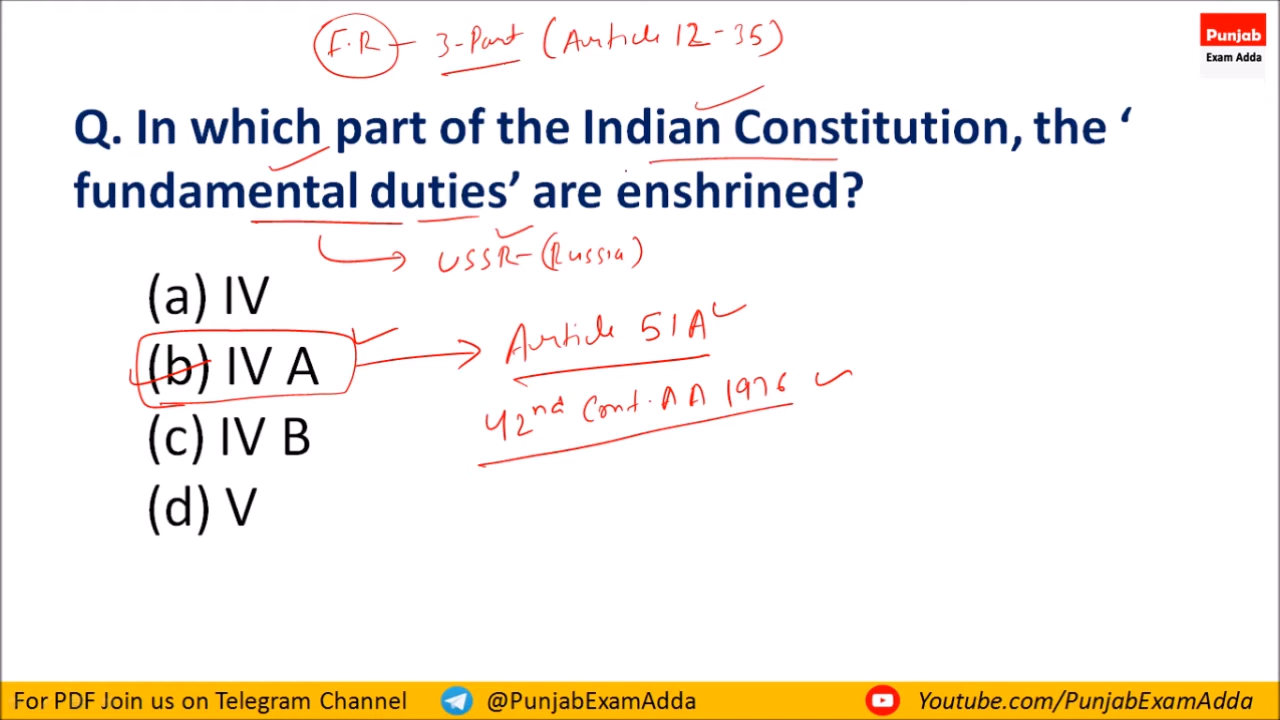 F.R - 3-Part (Article 12-35)
Punjab
Exam Adda
Q. In which part of the Indian Constitution, the ‘
fundamental duties’ are enshrined?
USSR-(Russia)
(a) IV
(b) IV A
Article 51A
42nd Cont. AA 1976
(c) IV B
(d) V
For PDF Join us on Telegram Channel @PunjabExamAdda Youtube.com/PunjabExamAdda